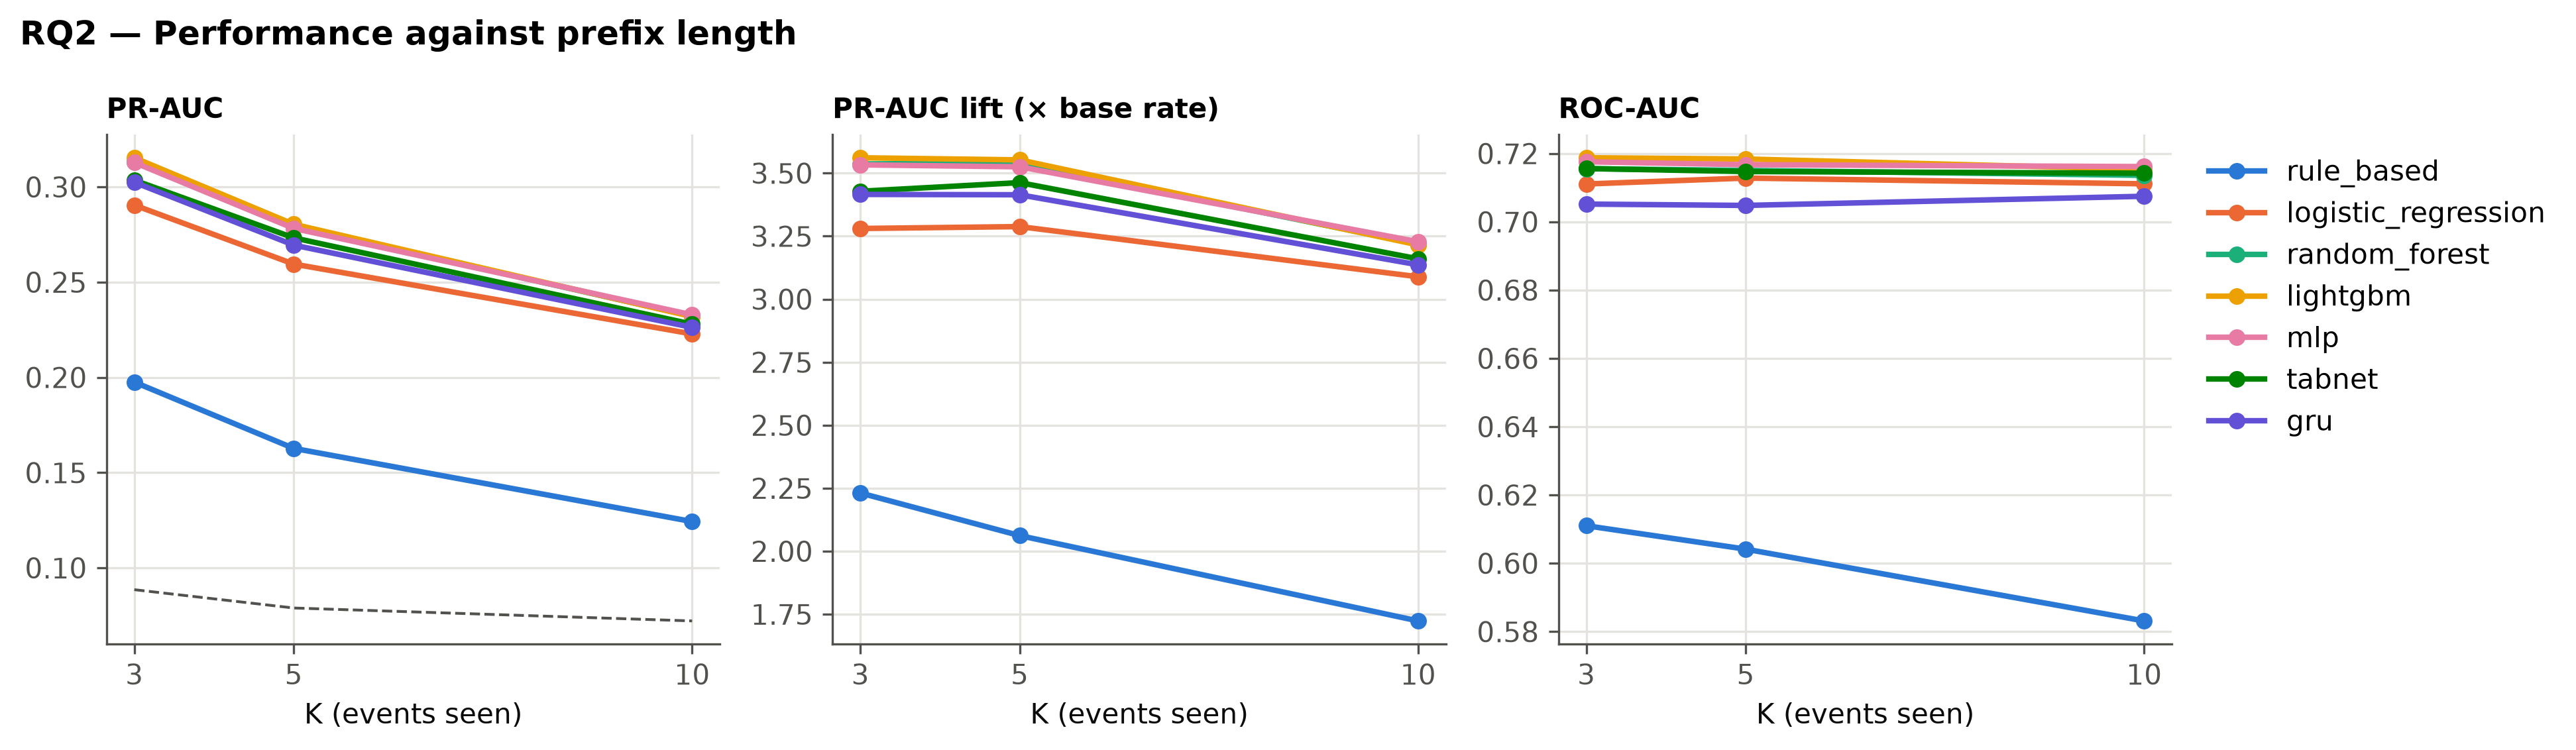 RQ2 — Performance against prefix length
PR-AUC
0.30
0.25
0.20
0.15
0.10
3
5
10
K (events seen)
PR-AUC lift (× base rate)
3.50
3.25
3.00
2.75
2.50
2.25
2.00
1.75
3
5
10
K (events seen)
ROC-AUC
0.72
0.70
0.68
0.66
0.64
0.62
0.60
0.58
3
5
10
K (events seen)
rule_based
logistic_regression
random_forest
lightgbm
mlp
tabnet
gru